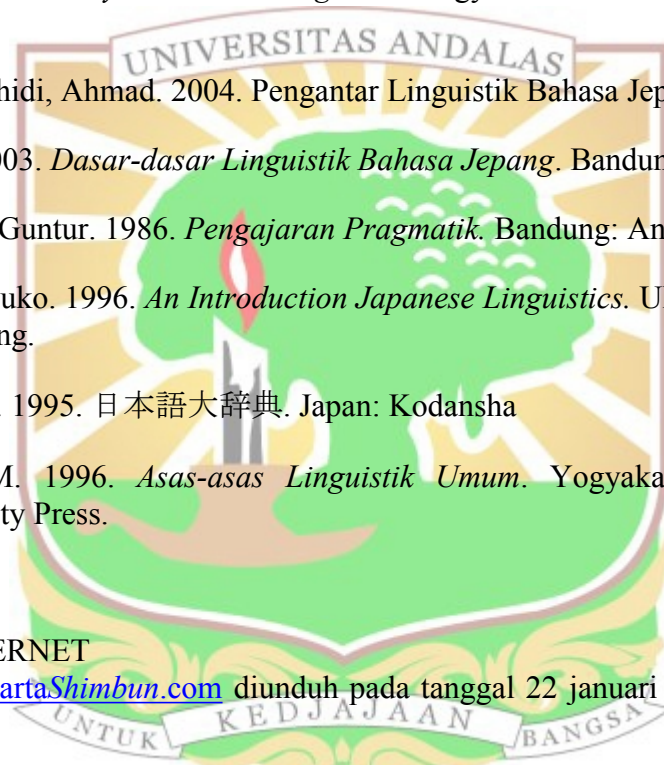 UNIVERSITAS ANDALAS
hidi, Ahmad. 2004. Pengantar Linguistik Bahasa Jep
03. Dasar-dasar Linguistik Bahasa Jepang. Bandun
Guntur. 1986. Pengajaran Pragmatik. Bandung: An
uko. 1996. An Introduction Japanese Linguistics. U
ng.
1995. 日本語大辞典. Japan: Kodansha
M. 1996. Asas-asas Linguistik Umum. Yogyaka
ty Press.
ERNET
artaShimbun.com diunduh pada tanggal 22 januari
UNTUK KEDJAJAAN BANGSA